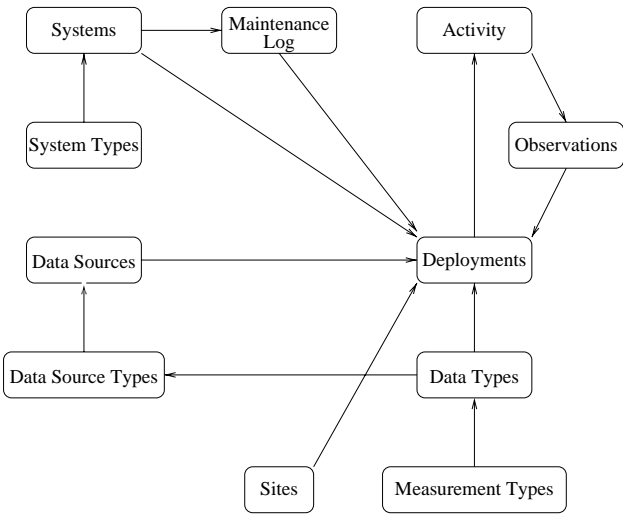 Systems
Maintenance
Log
Activity
System Types
Observations
Data Sources
Deployments
Data Source Types
Data Types
Sites
Measurement Types